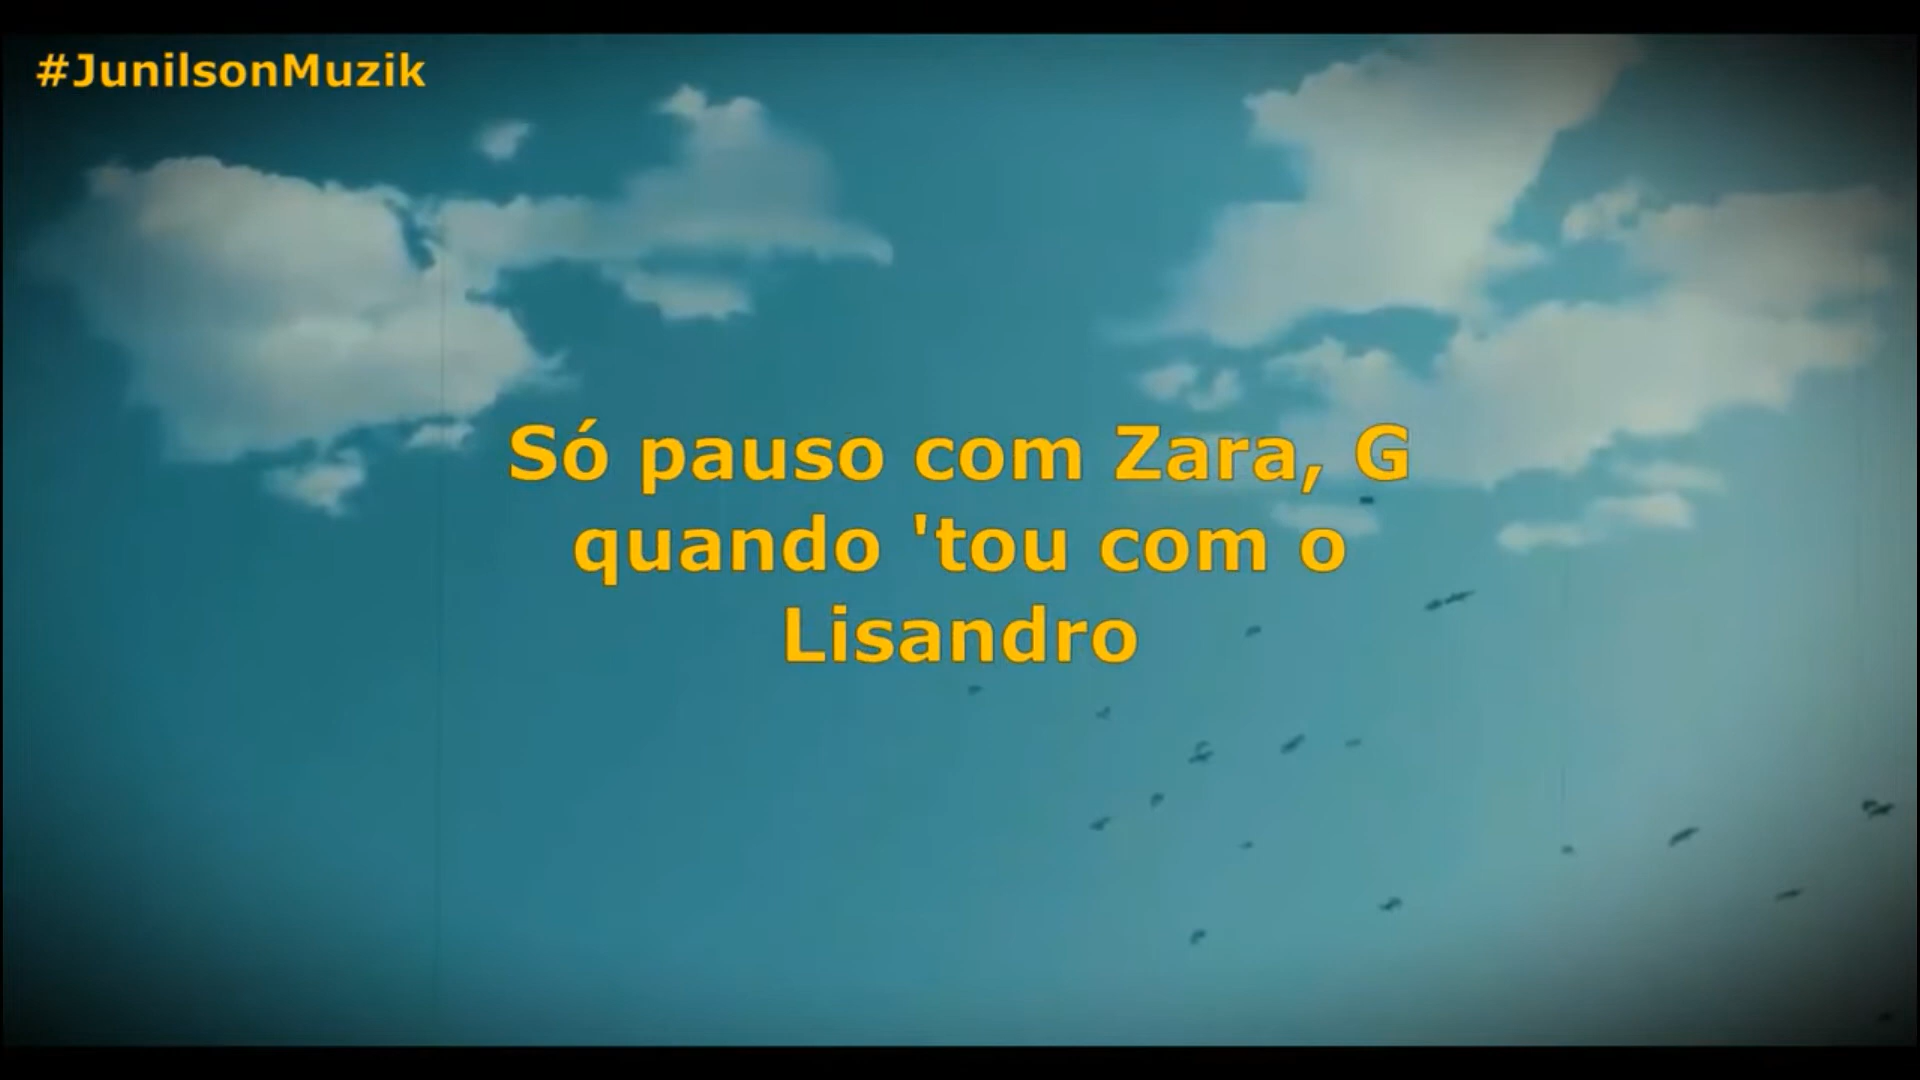 #JunilsonMuzik
Só pauso com Zara, G
quando 'tou com o
Lisandro